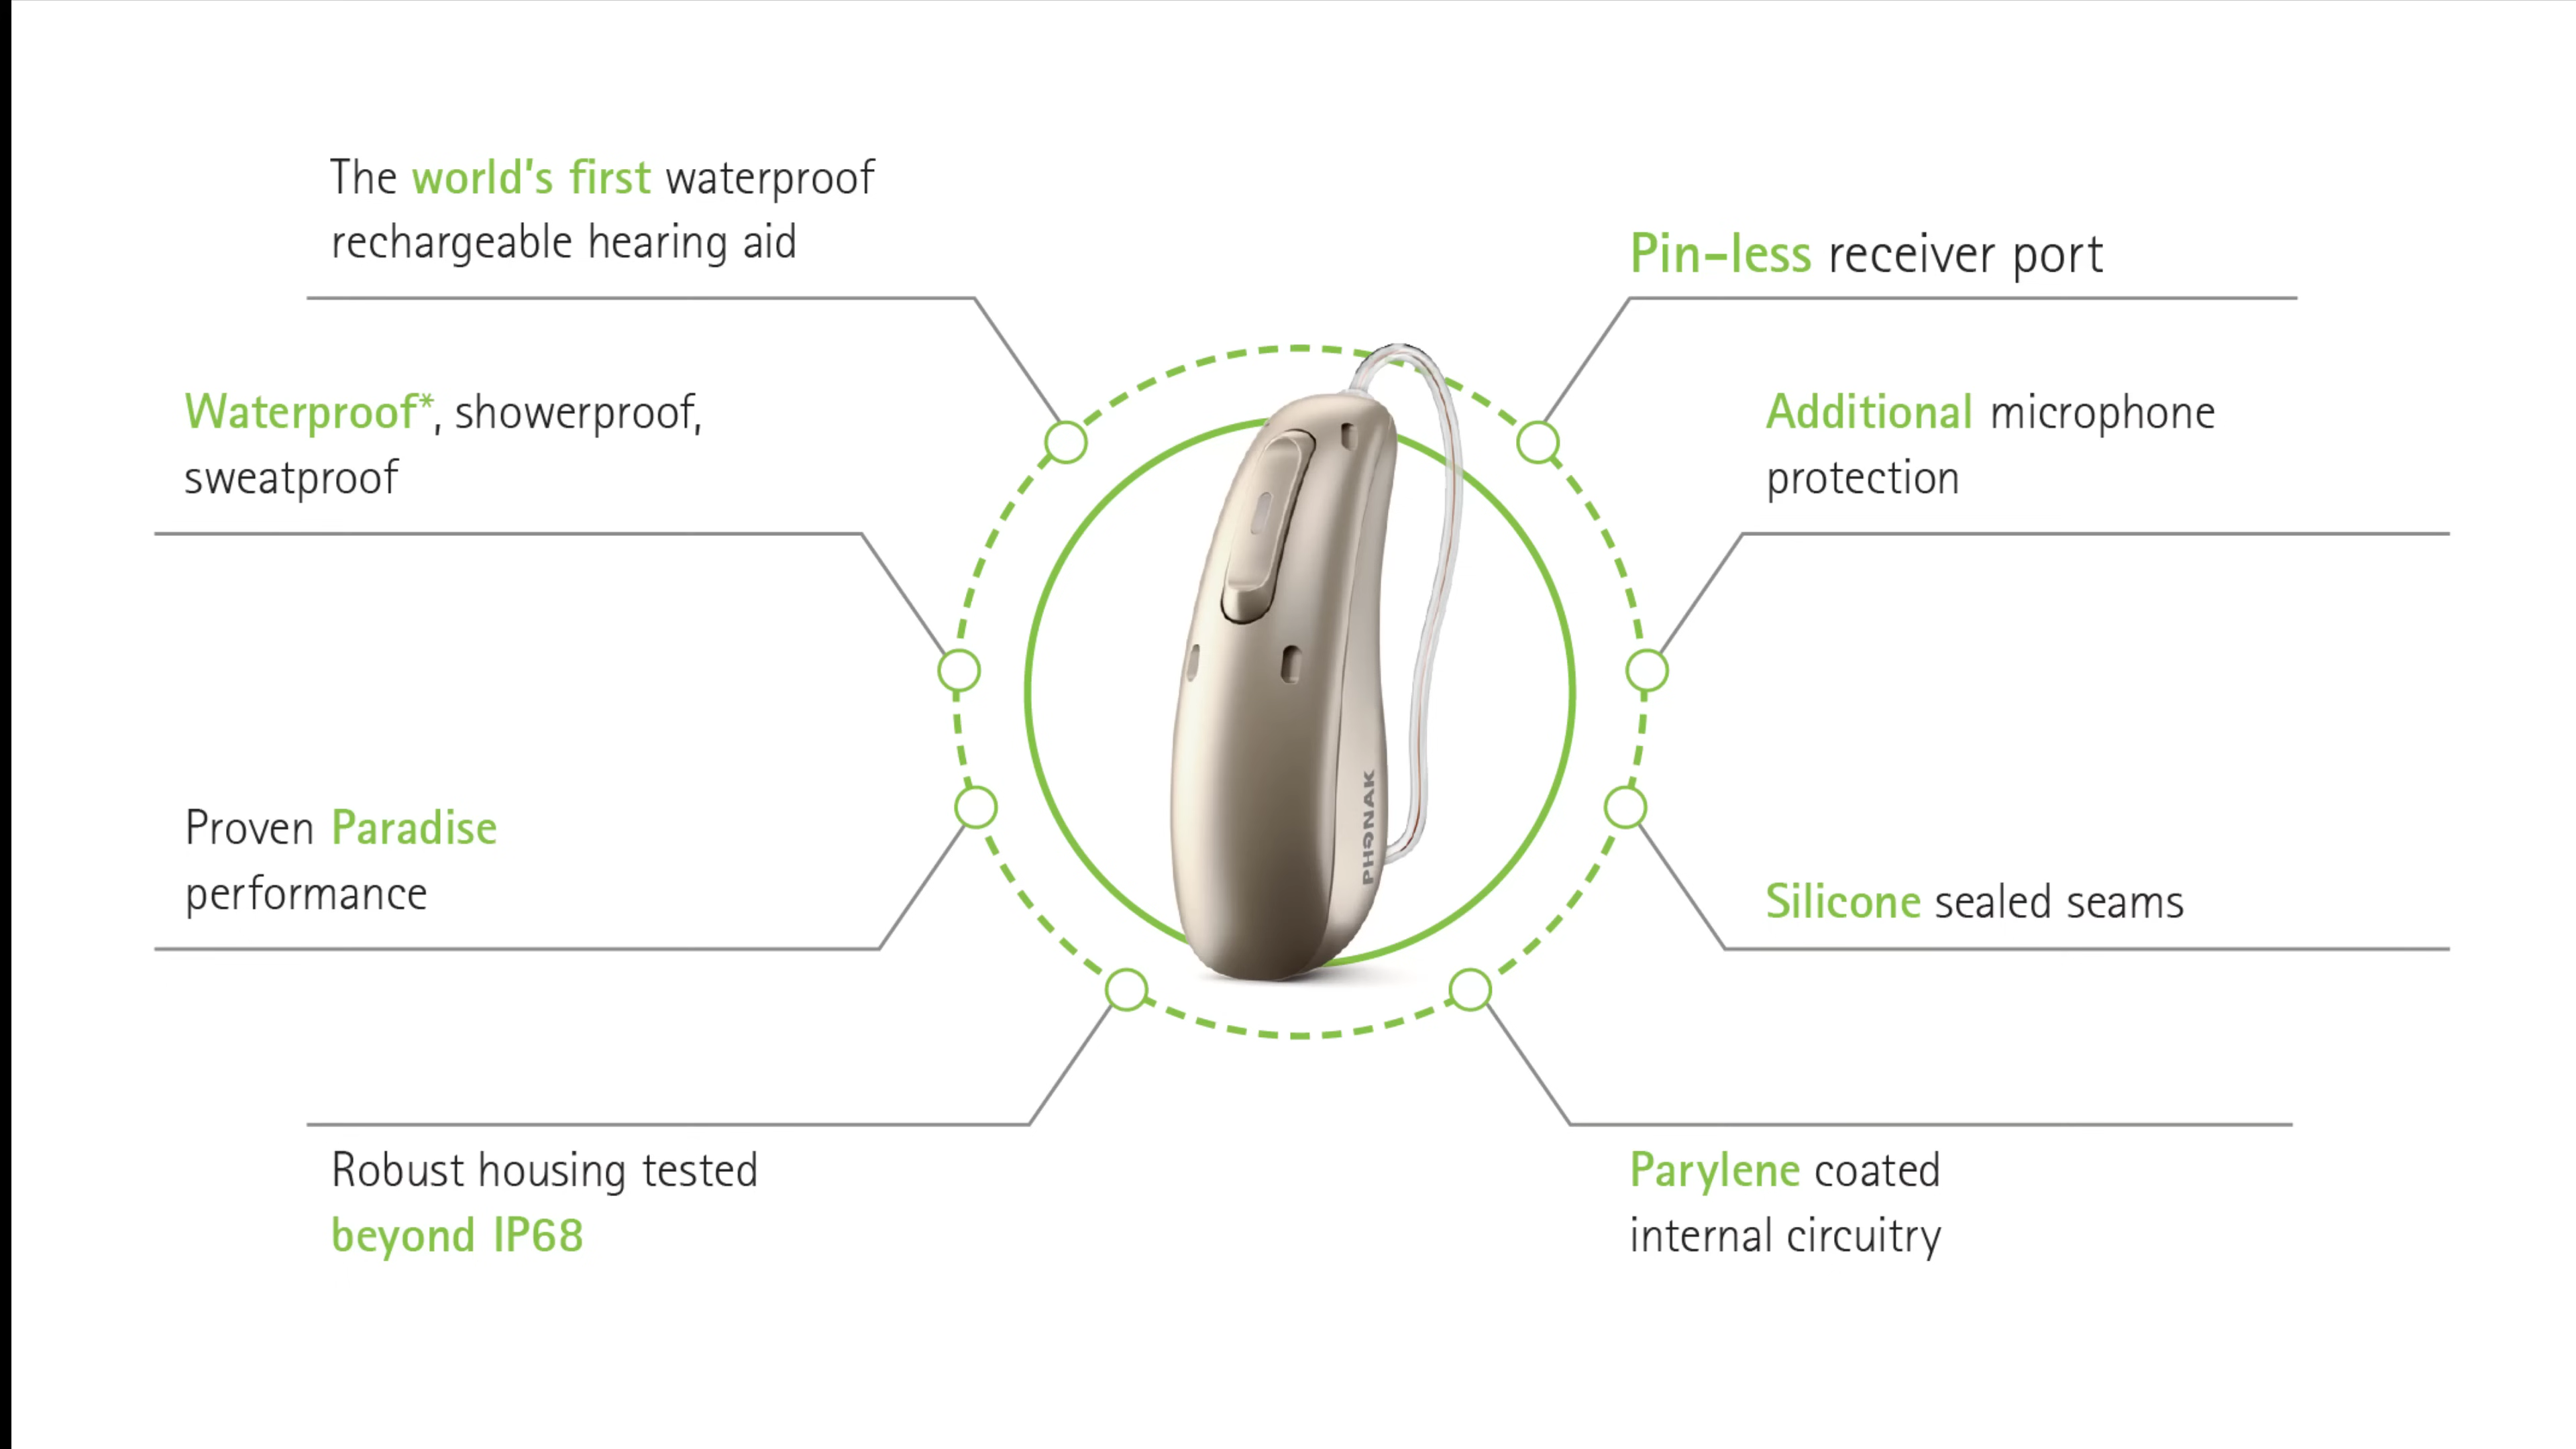 The world's first waterproof
rechargeable hearing aid
Waterproof*, showerproof,
sweatproof
Proven Paradise
performance
Robust housing tested
beyond IP68
Pin-less receiver port
Additional microphone
protection
Silicone sealed seams
Parylene coated
internal circuitry
PHONAK